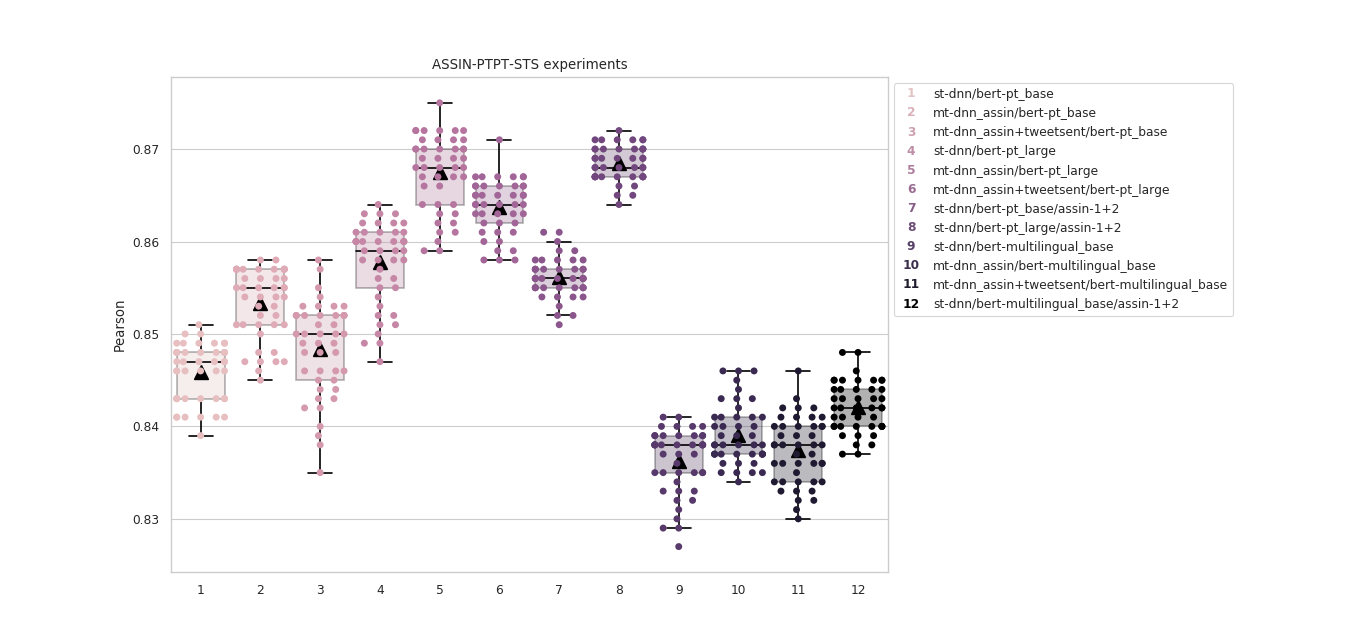 ASSIN-PTPT-STS experiments
Pearson
0.87
0.86
0.85
0.84
0.83
1 2 3 4 5 6 7 8 9 10 11 12
1 st-dnn/bert-pt_base
2 mt-dnn_assin/bert-pt_base
3 mt-dnn_assin+tweetsent/bert-pt_base
4 st-dnn/bert-pt_large
5 mt-dnn_assin/bert-pt_large
6 mt-dnn_assin+tweetsent/bert-pt_large
7 st-dnn/bert-pt_base/assin-1+2
8 st-dnn/bert-pt_large/assin-1+2
9 st-dnn/bert-multilingual_base
10 mt-dnn_assin/bert-multilingual_base
11 mt-dnn_assin+tweetsent/bert-multilingual_base
12 st-dnn/bert-multilingual_base/assin-1+2